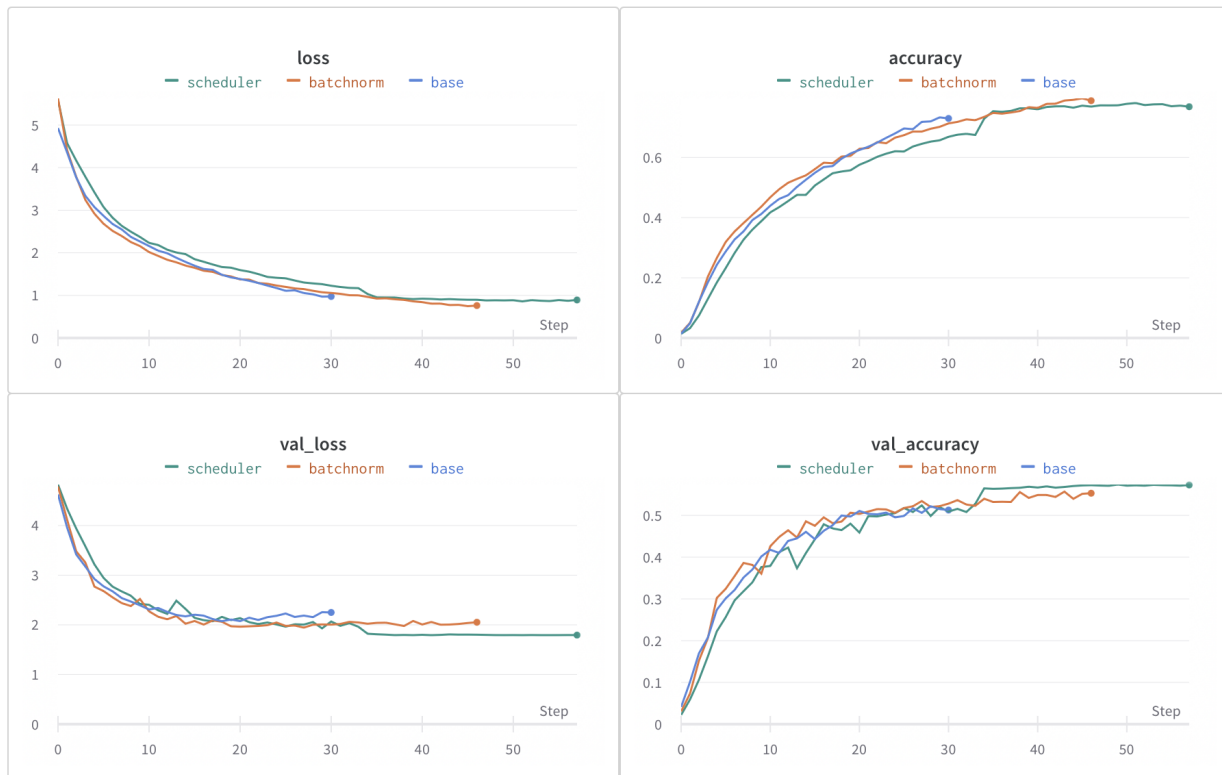 loss
scheduler batchnorm base
5
4
3
2
1
0
Step
0 10 20 30 40 50
accuracy
scheduler batchnorm base
0.6
0.4
0.2
0
Step
0 10 20 30 40 50
val_loss
scheduler batchnorm base
4
3
2
1
0
Step
0 10 20 30 40 50
val_accuracy
scheduler batchnorm base
0.5
0.4
0.3
0.2
0.1
0
Step
0 10 20 30 40 50